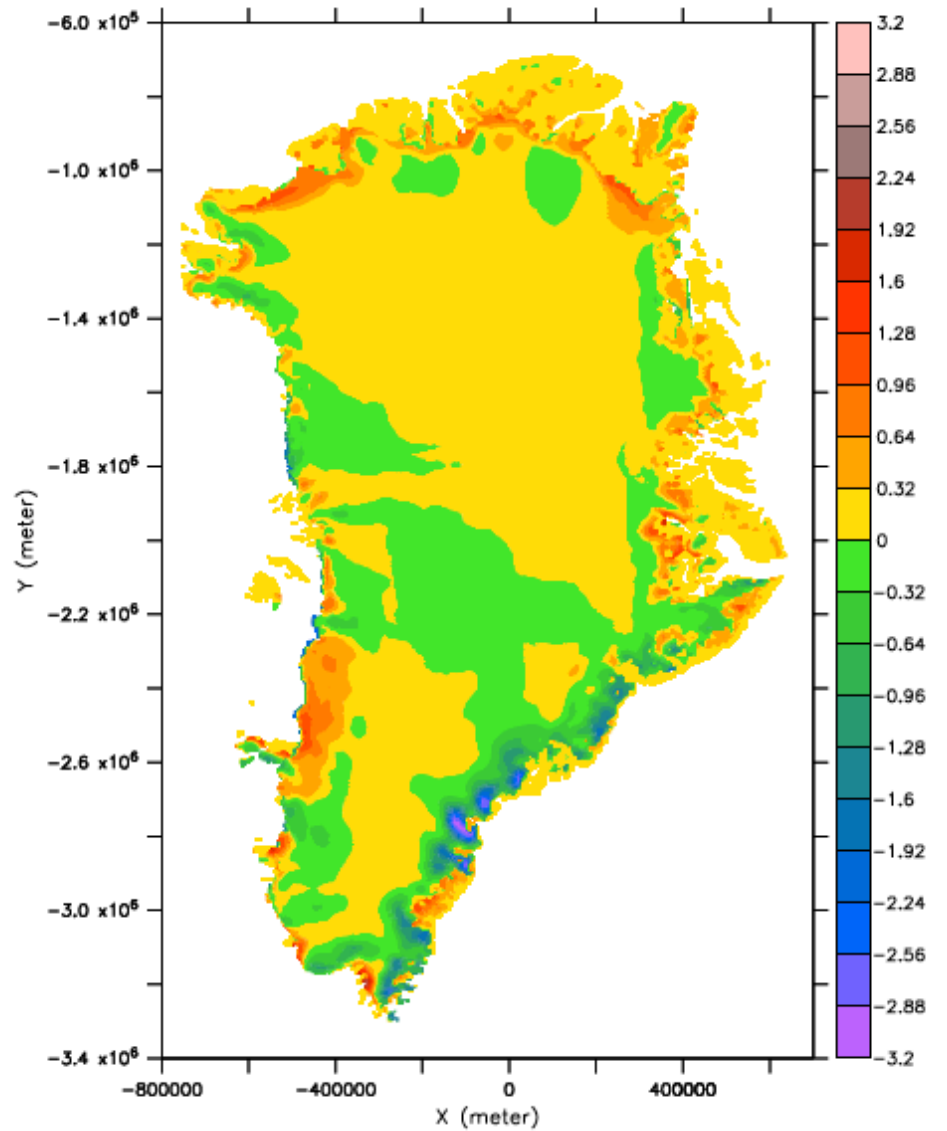 −6.0 x10⁵
−1.0 x10⁶
−1.4 x10⁶
−1.8 x10⁶
−2.2 x10⁶
−2.6 x10⁶
−3.0 x10⁶
−3.4 x10⁶
Y (meter)
−800000 −400000 0 400000
X (meter)
3.2
2.88
2.56
2.24
1.92
1.6
1.28
0.96
0.64
0.32
0
−0.32
−0.64
−0.96
−1.28
−1.6
−1.92
−2.24
−2.56
−2.88
−3.2